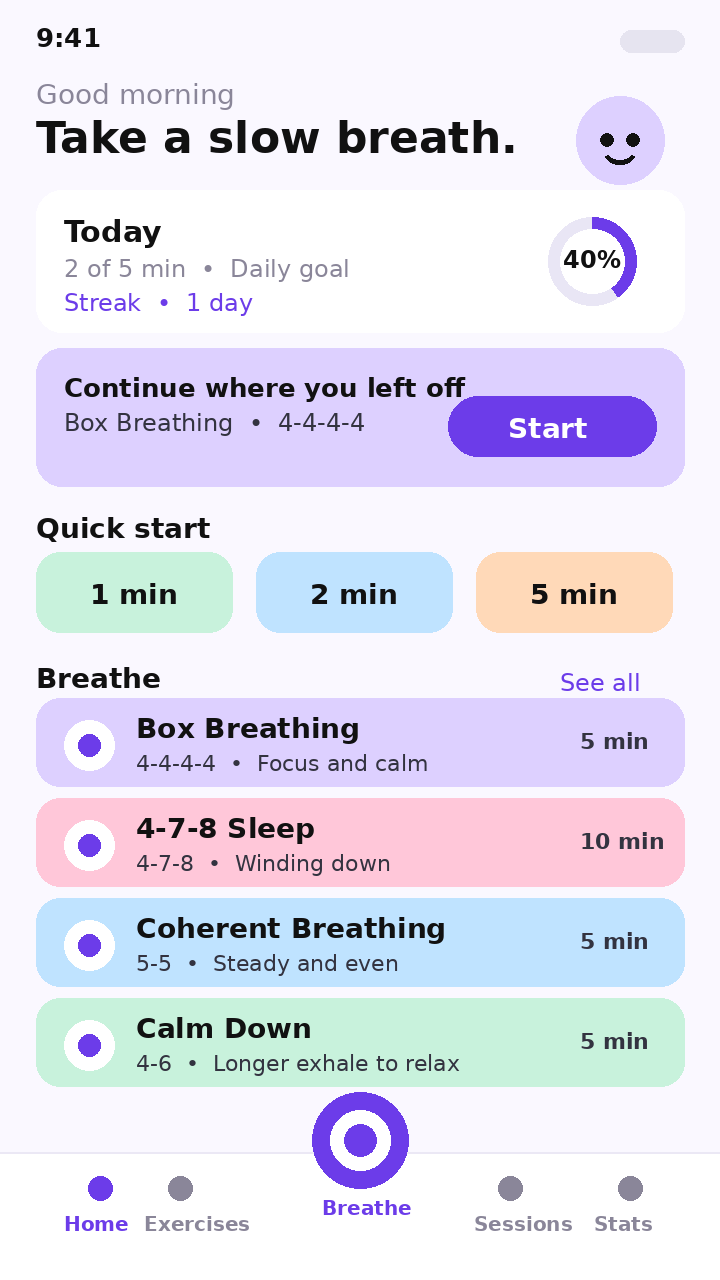 9:41
Good morning
Take a slow breath.
Today
2 of 5 min • Daily goal
Streak • 1 day
40%
Continue where you left off
Box Breathing • 4-4-4-4
Start
Quick start
1 min
2 min
5 min
Breathe
See all
Box Breathing
4-4-4-4 • Focus and calm
5 min
4-7-8 Sleep
4-7-8 • Winding down
10 min
Coherent Breathing
5-5 • Steady and even
5 min
Calm Down
4-6 • Longer exhale to relax
5 min
Home
Exercises
Breathe
Sessions
Stats